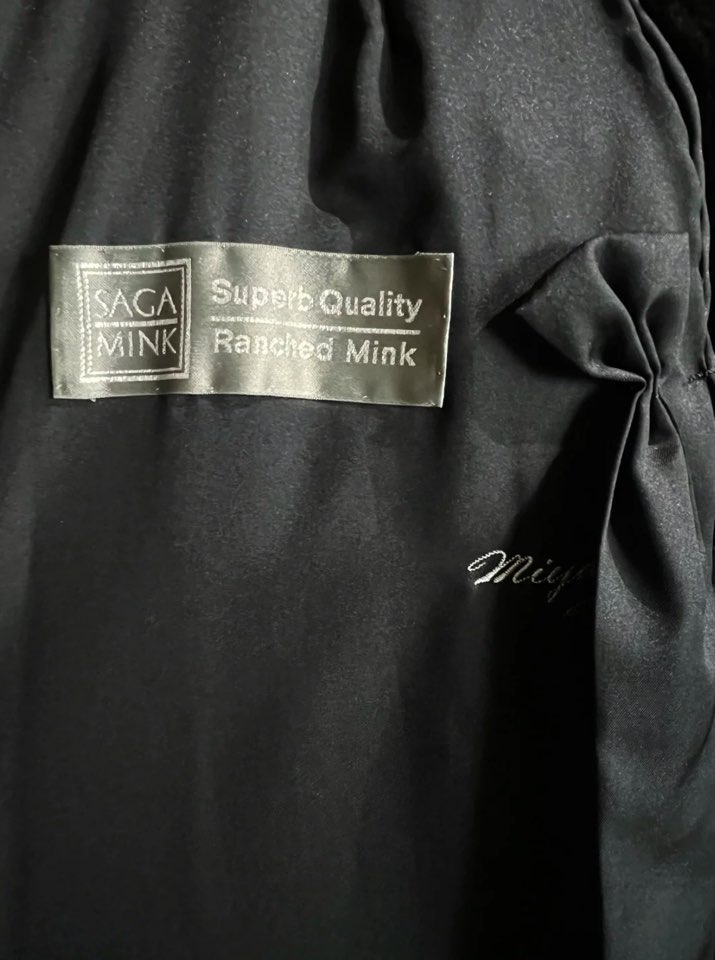 SAGA
MINK
Superb Quality
Ranched Mink